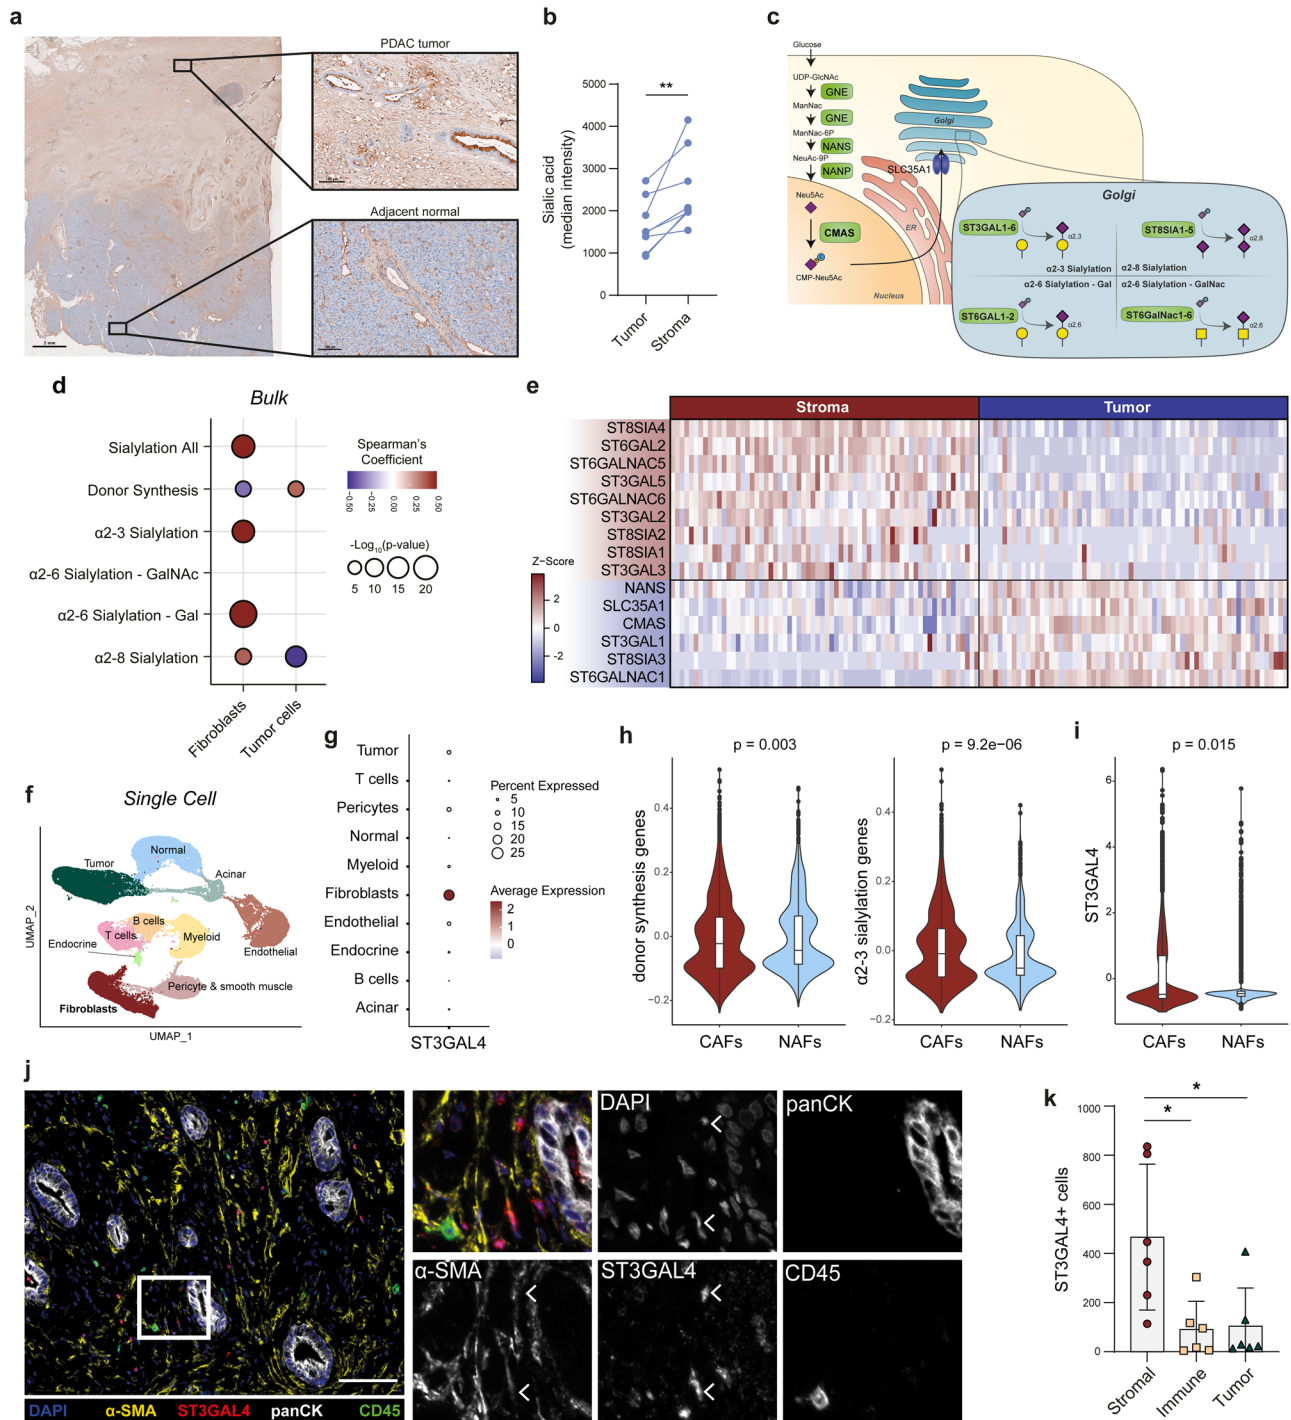 a
PDAC tumor
Adjacent normal
2 mm
b
**
5000
4000
3000
2000
1000
0
Sialic acid
(median intensity)
Tumor
Stroma
c
Glucose
UDP-GlcNAc
GNE
ManNac
GNE
ManNac-6P
NANS
NeuAc-9P
NANP
Neu5Ac
CMAS
CMP-Neu5Ac
Nucleus
ER
SLC35A1
Golgi
Golgi
ST3GAL1-6
α2,3
α2-3 Sialylation
ST8SIA1-5
α2,8
α2-8 Sialylation
α2-6 Sialylation - Gal
ST6GAL1-2
α2,6
α2-6 Sialylation - GalNac
ST6GalNac1-6
α2,6
d
Bulk
Sialylation All
Donor Synthesis
α2-3 Sialylation
α2-6 Sialylation - GalNAc
α2-6 Sialylation - Gal
α2-8 Sialylation
Fibroblasts
Tumor cells
Spearman's
Coefficient
-0.50
-0.25
0.00
0.25
0.50
-Log10(p-value)
5 10 15 20
e
Stroma
Tumor
ST8SIA4
ST6GAL2
ST6GALNAC5
ST3GAL5
ST6GALNAC6
ST3GAL2
ST8SIA2
ST8SIA1
ST3GAL3
NANS
SLC35A1
CMAS
ST3GAL1
ST8SIA3
ST6GALNAC1
Z-Score
2
0
-2
f
Single Cell
Normal
Tumor
Acinar
B cells
T cells
Myeloid
Endocrine
Endothelial
Pericyte & smooth muscle
Fibroblasts
UMAP_2
UMAP_1
g
Tumor
T cells
Pericytes
Normal
Myeloid
Fibroblasts
Endothelial
Endocrine
B cells
Acinar
ST3GAL4
Percent Expressed
5
10
15
20
25
Average Expression
2
1
0
h
p = 0.003
donor synthesis genes
0.4
0.2
0.0
-0.2
CAFs
NAFs
p = 9.2e-06
α2-3 sialylation genes
0.4
0.2
0.0
-0.2
CAFs
NAFs
i
p = 0.015
ST3GAL4
6
4
2
0
CAFs
NAFs
j
DAPI
α-SMA
ST3GAL4
panCK
CD45
DAPI
panCK
α-SMA
ST3GAL4
CD45
k
*
*
ST3GAL4+ cells
1000
800
600
400
200
0
Stromal
Immune
Tumor